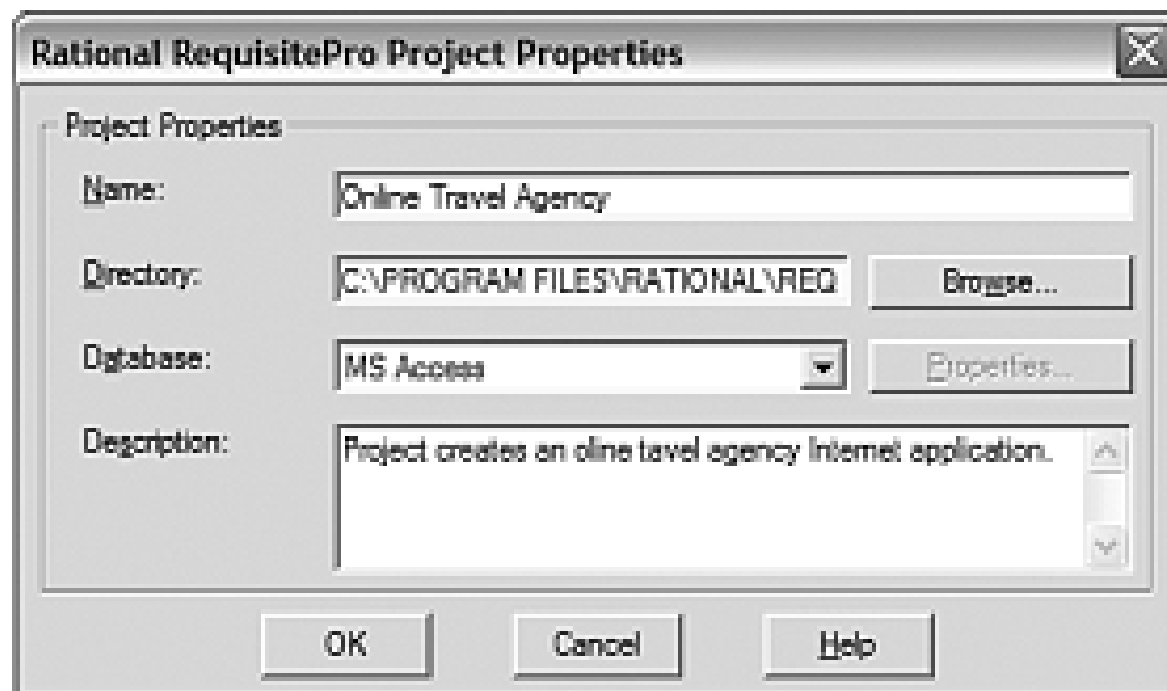 Rational RequisitePro Project Properties
Project Properties
Name:
Online Travel Agency
Directory:
C:\PROGRAM FILES\RATIONAL\REQ
Browse...
Database:
MS Access
Properties...
Description:
Project creates an oline tavel agency Internet application.
OK
Cancel
Help